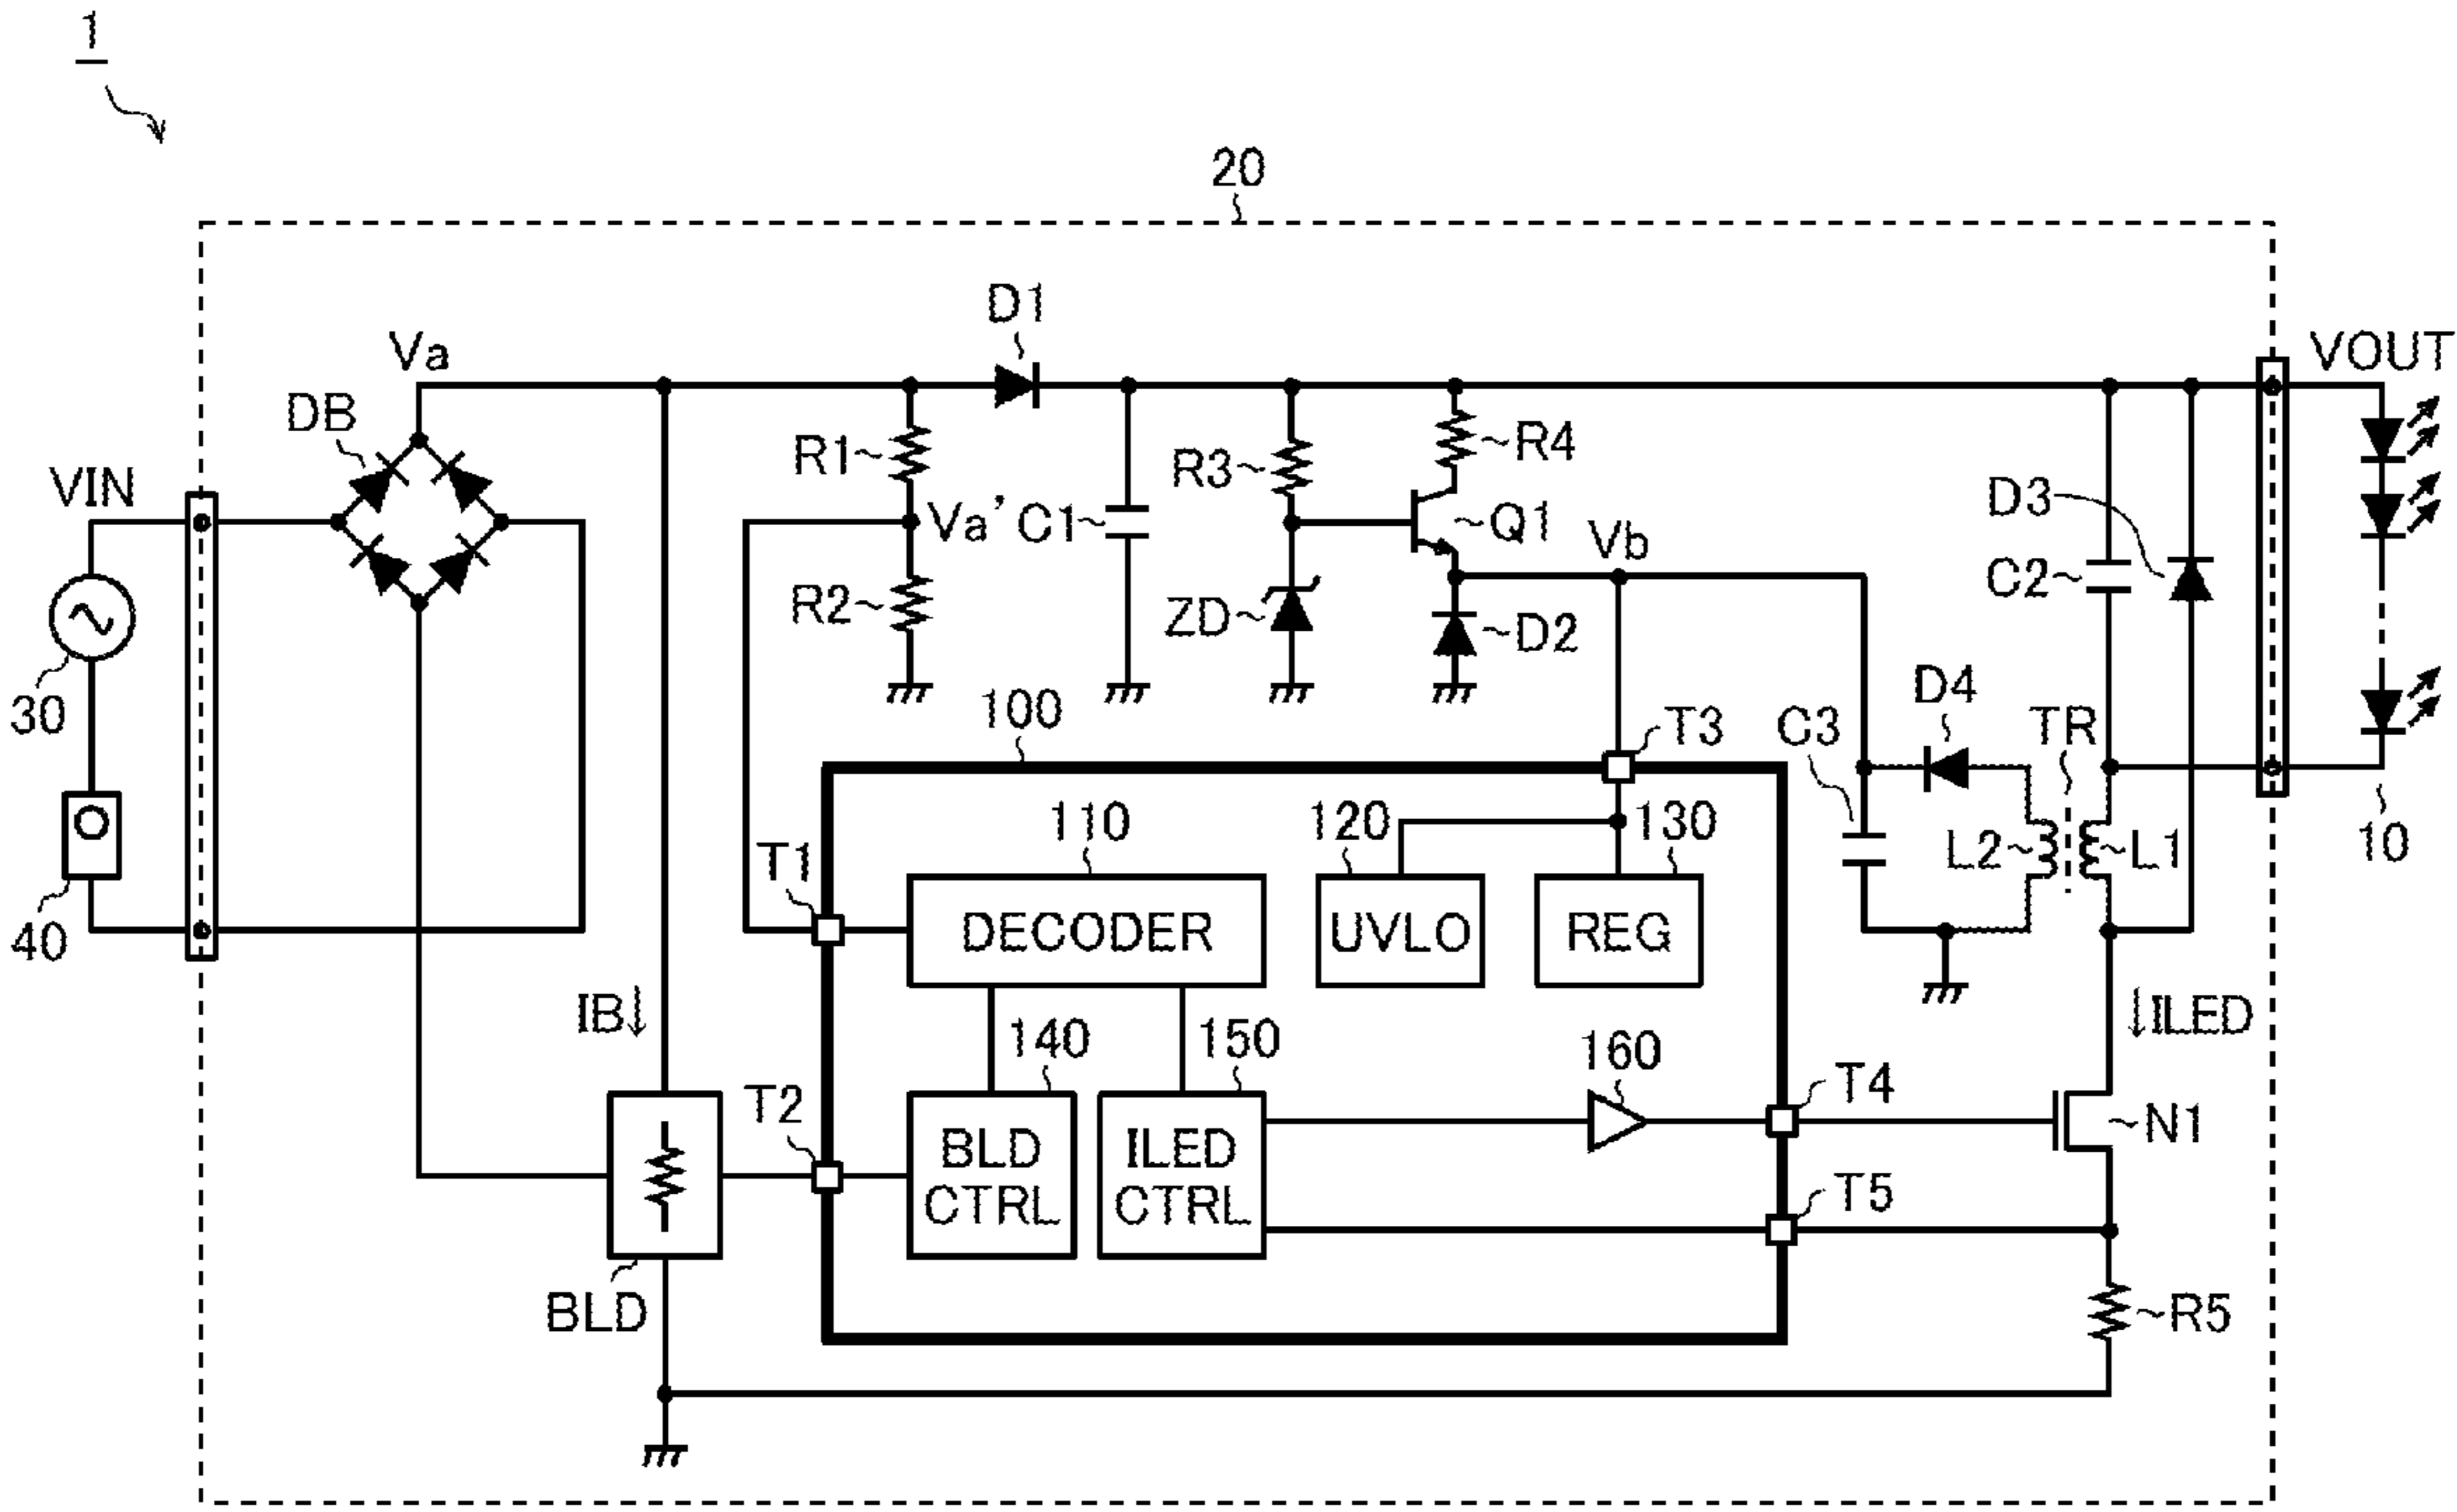 1
20
D1
Va
VOUT
DB
R1
R3
R4
VIN
D3
Va'
C1
Q1
Vb
C2
R2
ZD
D2
30
100
T3
C3
D4
TR
110
120
130
T1
L2
L1
10
40
DECODER
UVLO
REG
IB
140
150
160
ILED
T2
T4
N1
BLD
CTRL
ILED
CTRL
T5
BLD
R5